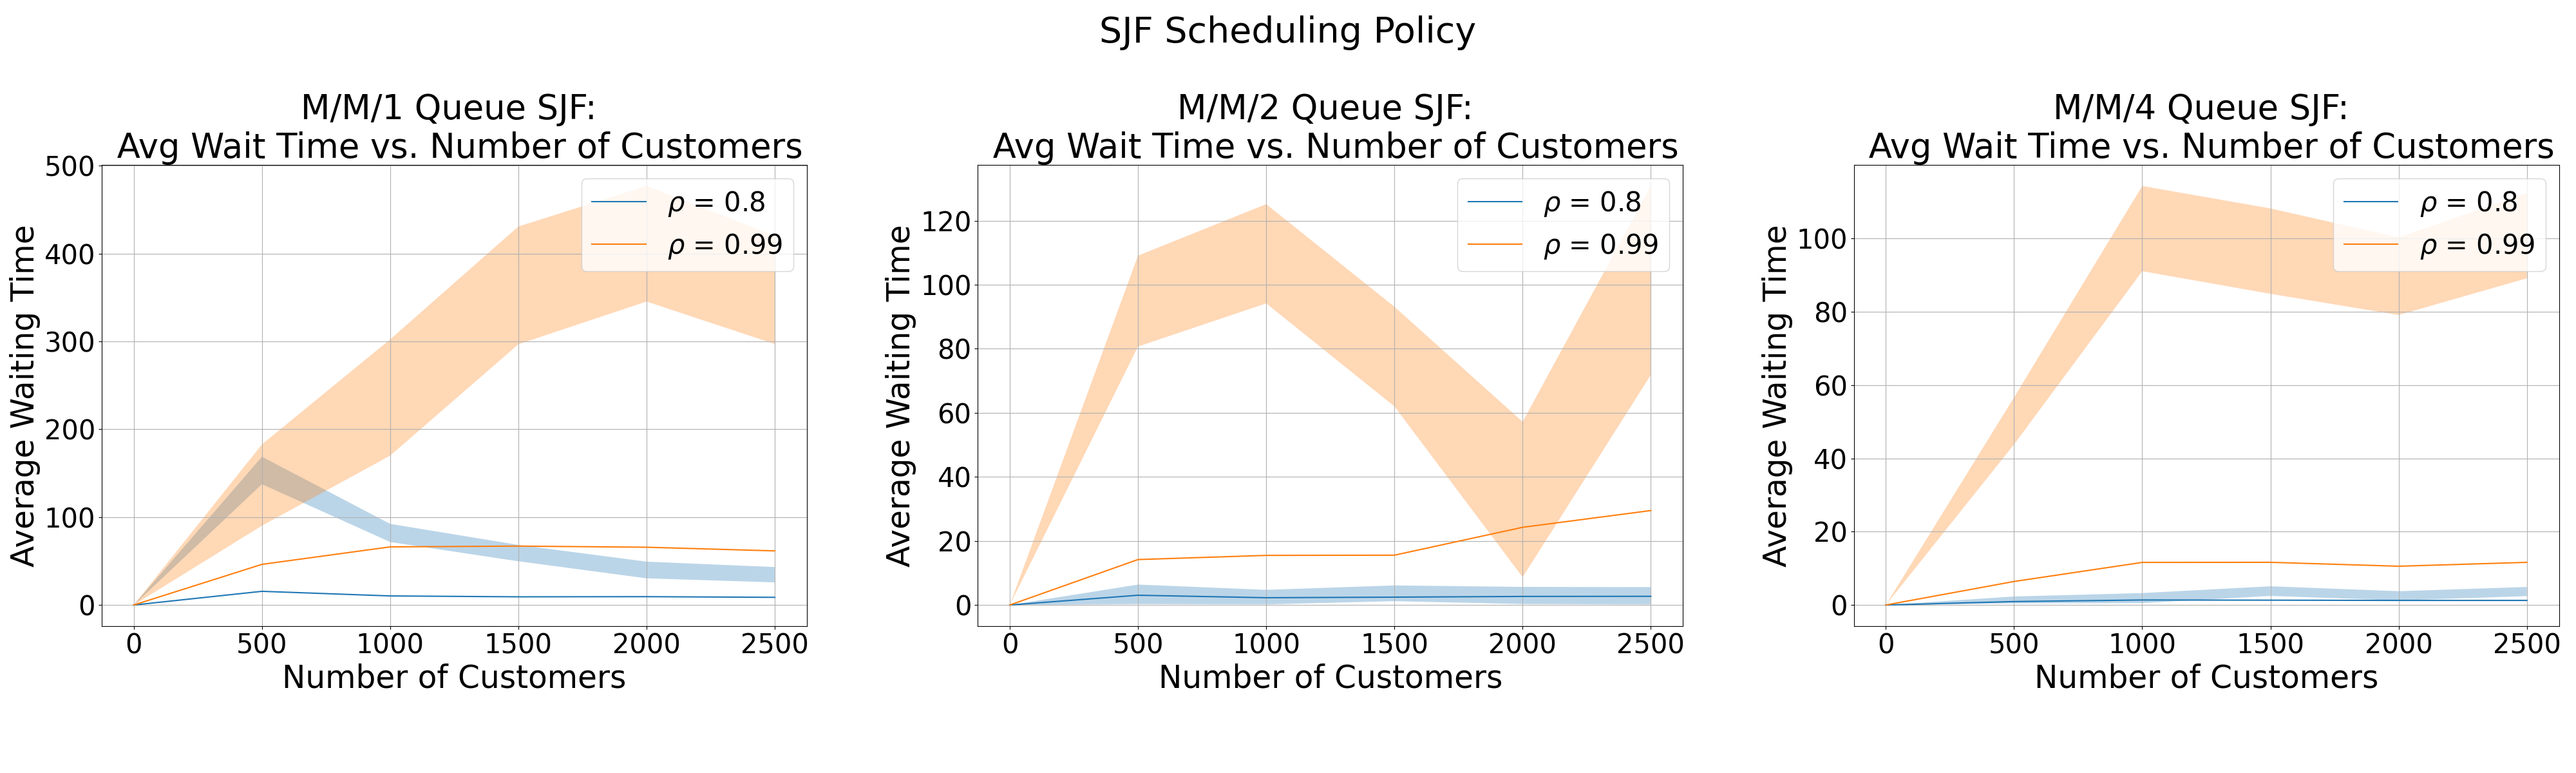 SJF Scheduling Policy
M/M/1 Queue SJF:
Avg Wait Time vs. Number of Customers
500
400
300
200
100
0
Average Waiting Time
ρ = 0.8
ρ = 0.99
0 500 1000 1500 2000 2500
Number of Customers
M/M/2 Queue SJF:
Avg Wait Time vs. Number of Customers
120
100
80
60
40
20
0
Average Waiting Time
ρ = 0.8
ρ = 0.99
0 500 1000 1500 2000 2500
Number of Customers
M/M/4 Queue SJF:
Avg Wait Time vs. Number of Customers
100
80
60
40
20
0
Average Waiting Time
ρ = 0.8
ρ = 0.99
0 500 1000 1500 2000 2500
Number of Customers